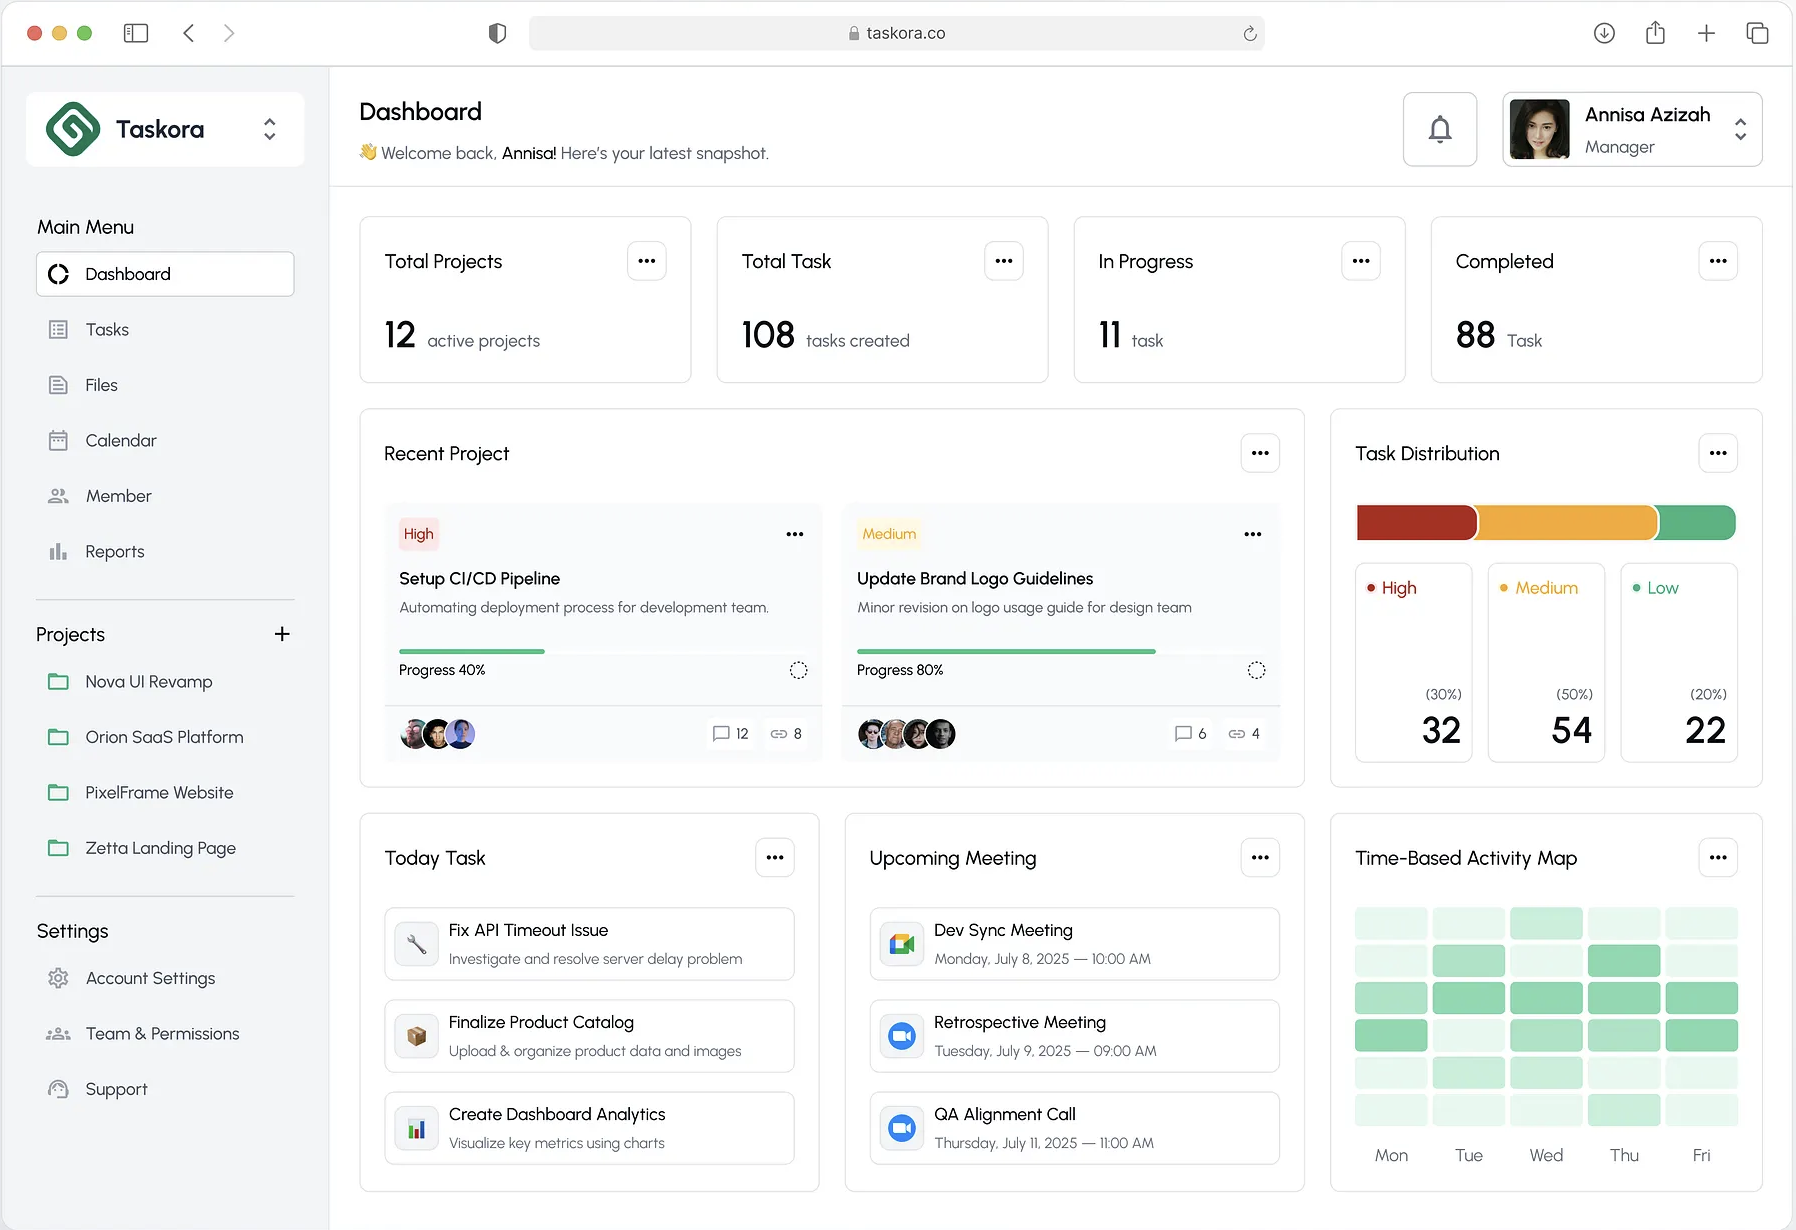 taskora.co
Taskora
Main Menu
Dashboard
Tasks
Files
Calendar
Member
Reports
Projects
Nova UI Revamp
Orion SaaS Platform
PixelFrame Website
Zetta Landing Page
Settings
Account Settings
Team & Permissions
Support
Dashboard
👋 Welcome back, Annisa! Here's your latest snapshot.
Annisa Azizah
Manager
Total Projects
12 active projects
Total Task
108 tasks created
In Progress
11 task
Completed
88 Task
Recent Project
High
Setup CI/CD Pipeline
Automating deployment process for development team.
Progress 40%
12 8
Medium
Update Brand Logo Guidelines
Minor revision on logo usage guide for design team
Progress 80%
6 4
Task Distribution
High
(30%)
32
Medium
(50%)
54
Low
(20%)
22
Today Task
Fix API Timeout Issue
Investigate and resolve server delay problem
Finalize Product Catalog
Upload & organize product data and images
Create Dashboard Analytics
Visualize key metrics using charts
Upcoming Meeting
Dev Sync Meeting
Monday, July 8, 2025 — 10:00 AM
Retrospective Meeting
Tuesday, July 9, 2025 — 09:00 AM
QA Alignment Call
Thursday, July 11, 2025 — 11:00 AM
Time-Based Activity Map
Mon Tue Wed Thu Fri